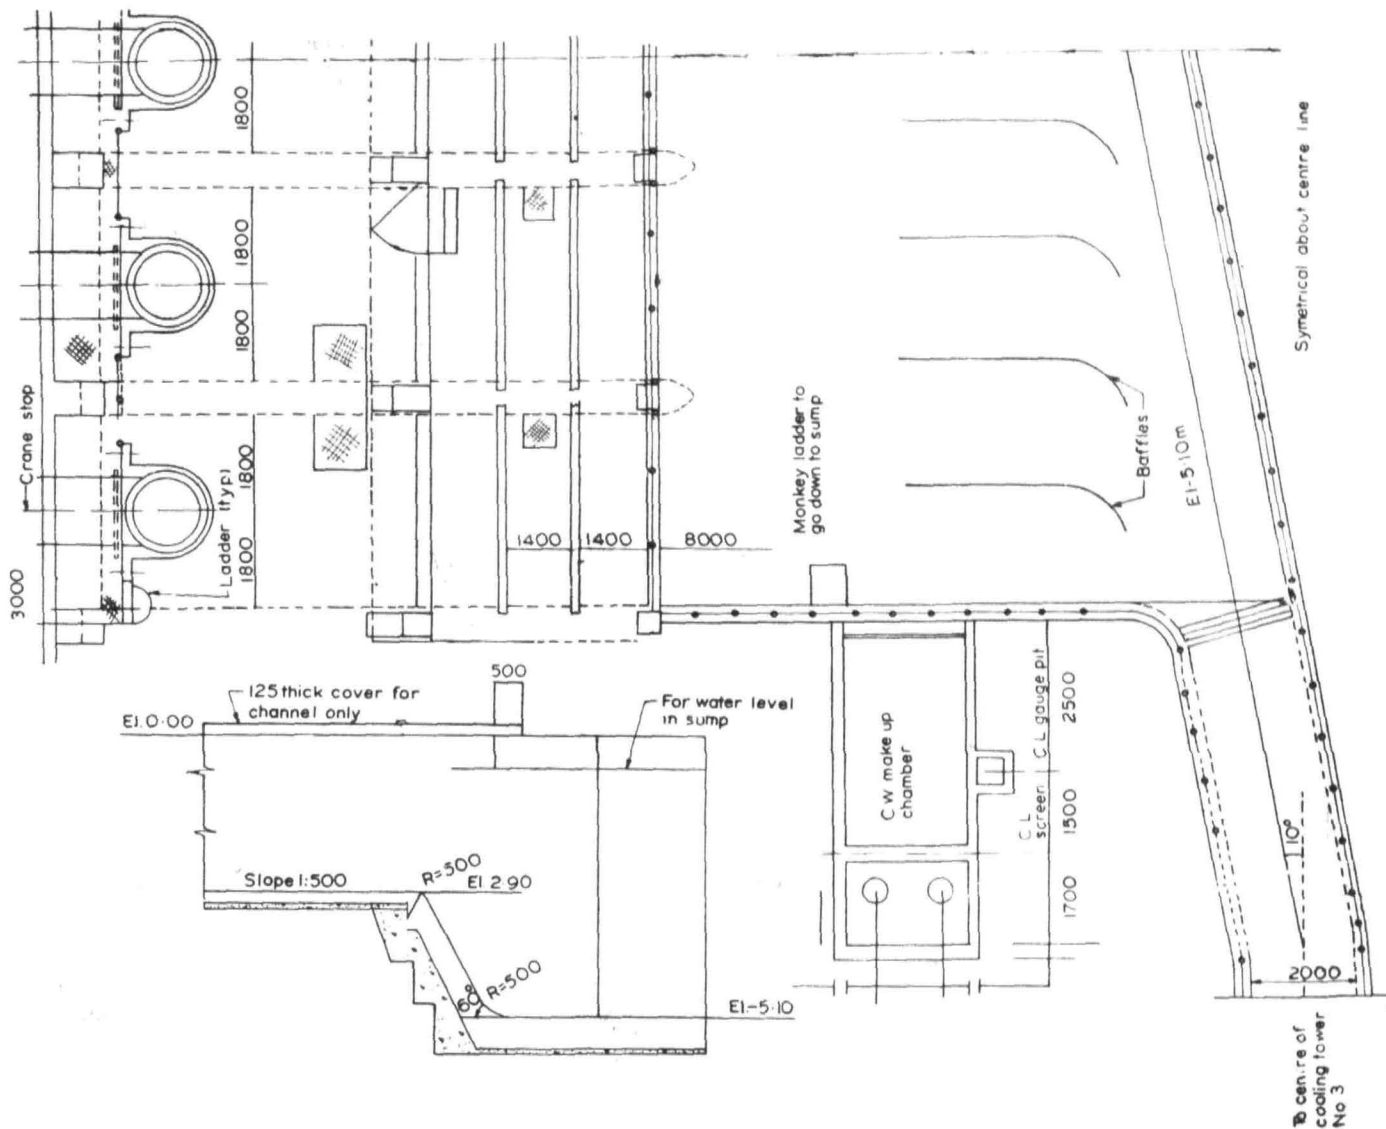 1800
1800
1800
1800
1800
3000
Crane stop
Ladder (typ)
1400
1400
8000
Monkey ladder to
go down to sump
Baffles
El-5·10m
Symetrical about centre line
125 thick cover for
channel only
500
El. 0·00
For water level
in sump
Slope 1:500
R=500
El. 2·90
60°
R=500
El.-5·10
C W make up
chamber
C L
screen
C L gauge pit
2500
1500
1700
10°
2000
To centre of
cooling tower
No 3